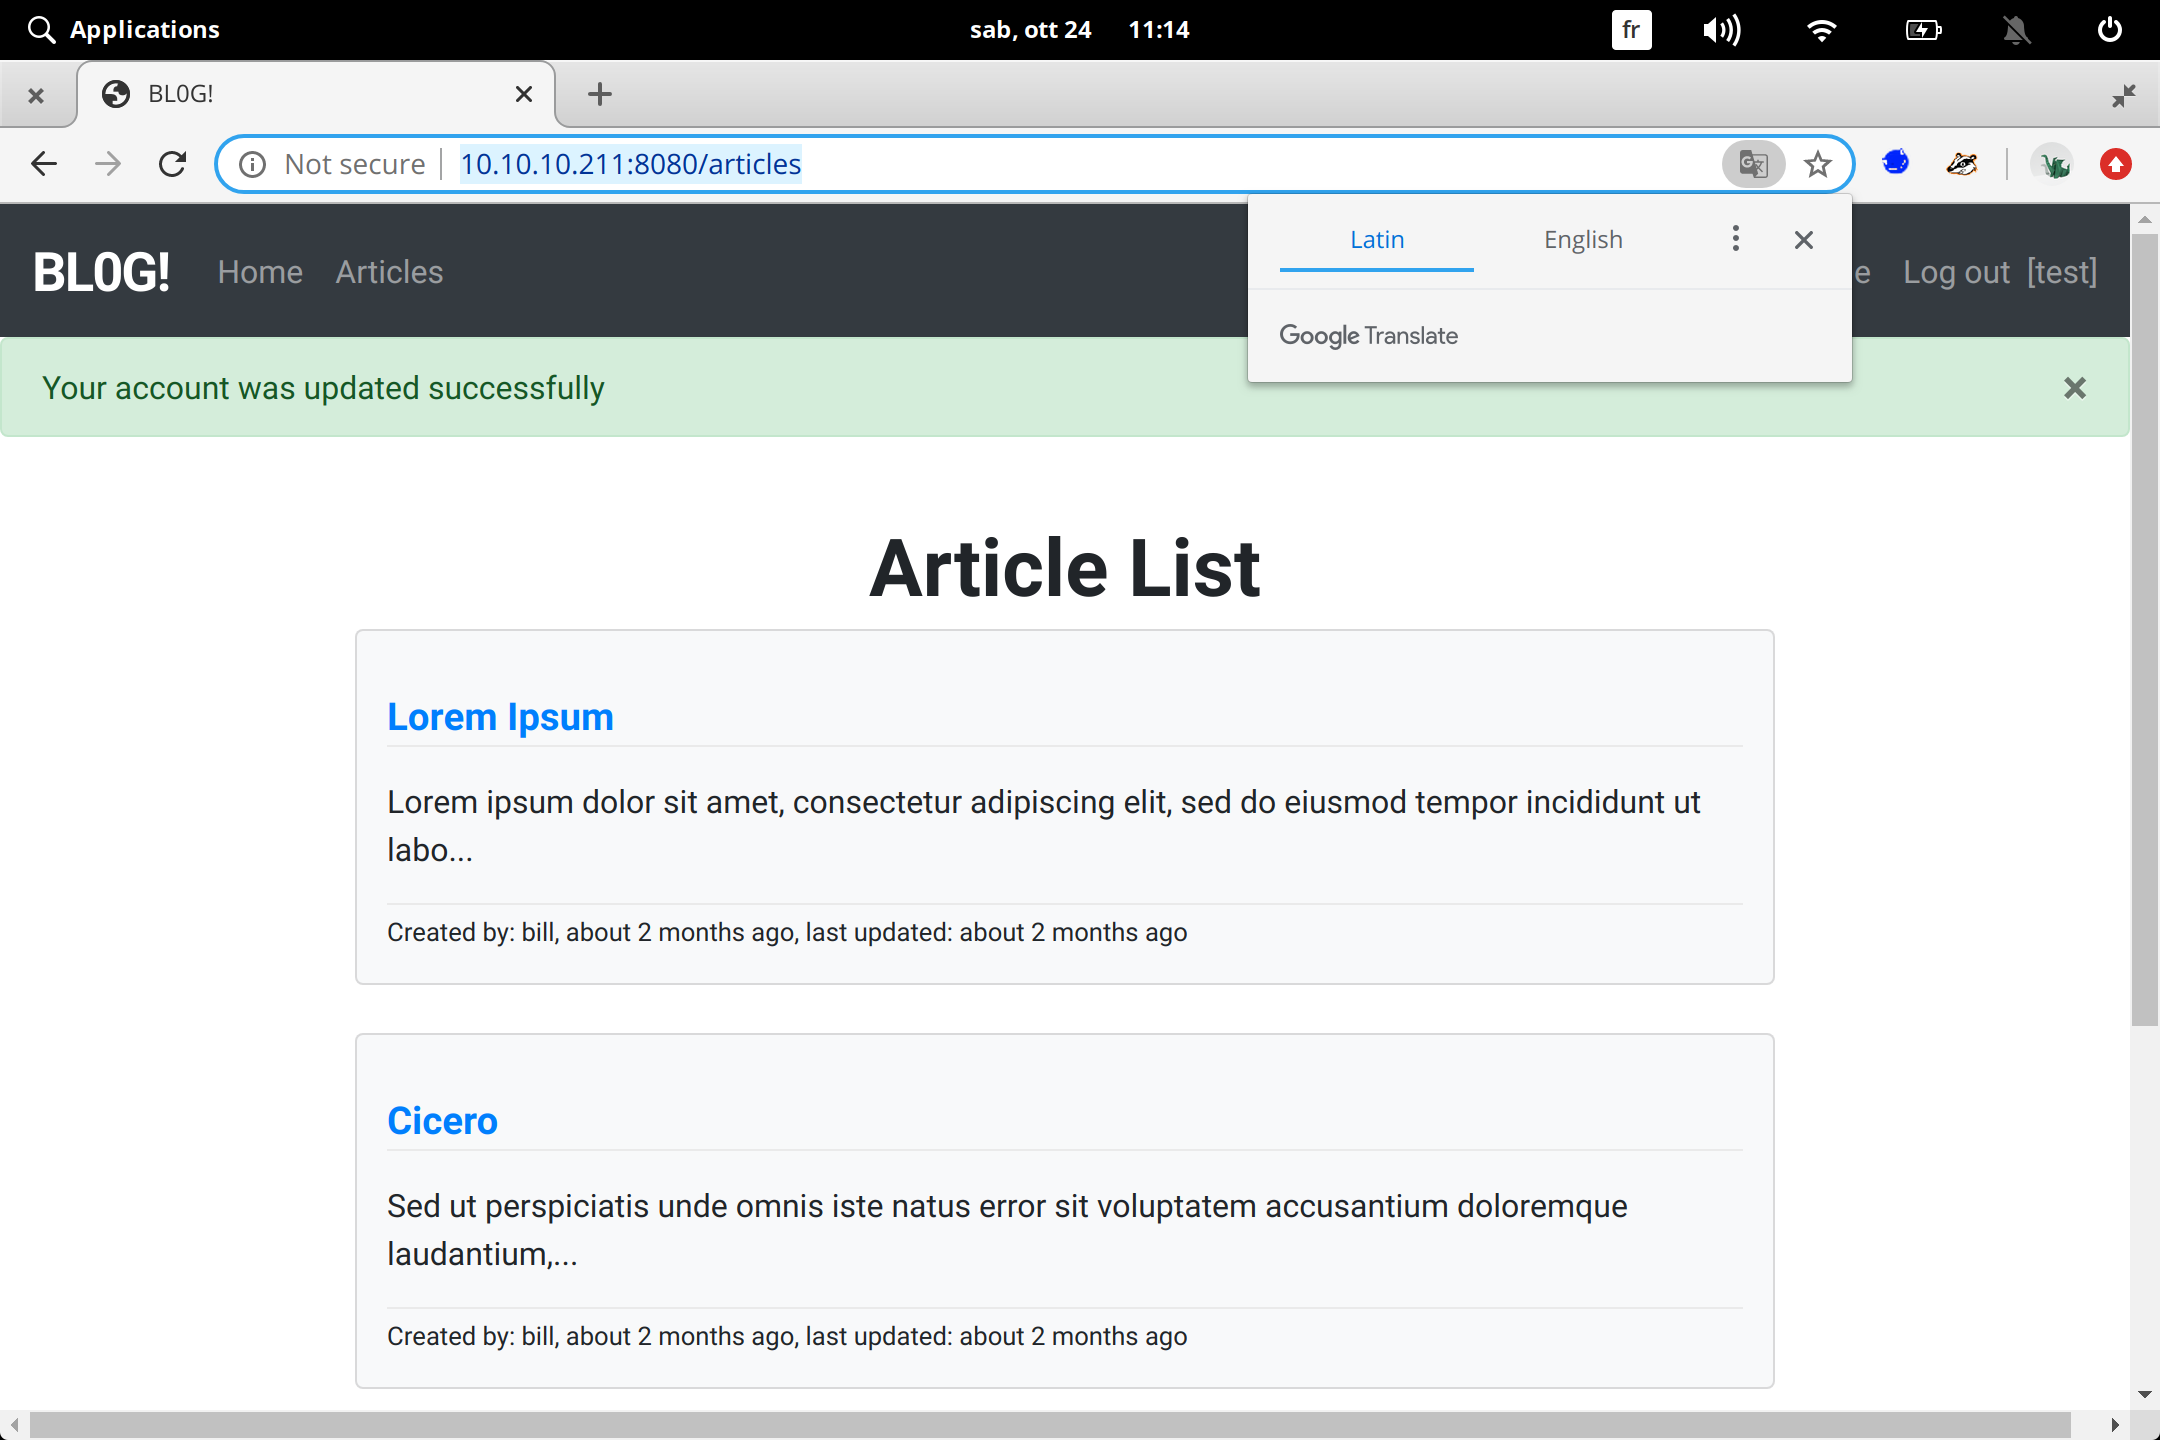 Applications sab, ott 24 11:14 fr
BL0G!
Not secure 10.10.10.211:8080/articles
Latin English
BL0G! Home Articles e Log out [test]
Google Translate
Your account was updated successfully
Article List
Lorem Ipsum
Lorem ipsum dolor sit amet, consectetur adipiscing elit, sed do eiusmod tempor incididunt ut
labo...
Created by: bill, about 2 months ago, last updated: about 2 months ago
Cicero
Sed ut perspiciatis unde omnis iste natus error sit voluptatem accusantium doloremque
laudantium,...
Created by: bill, about 2 months ago, last updated: about 2 months ago